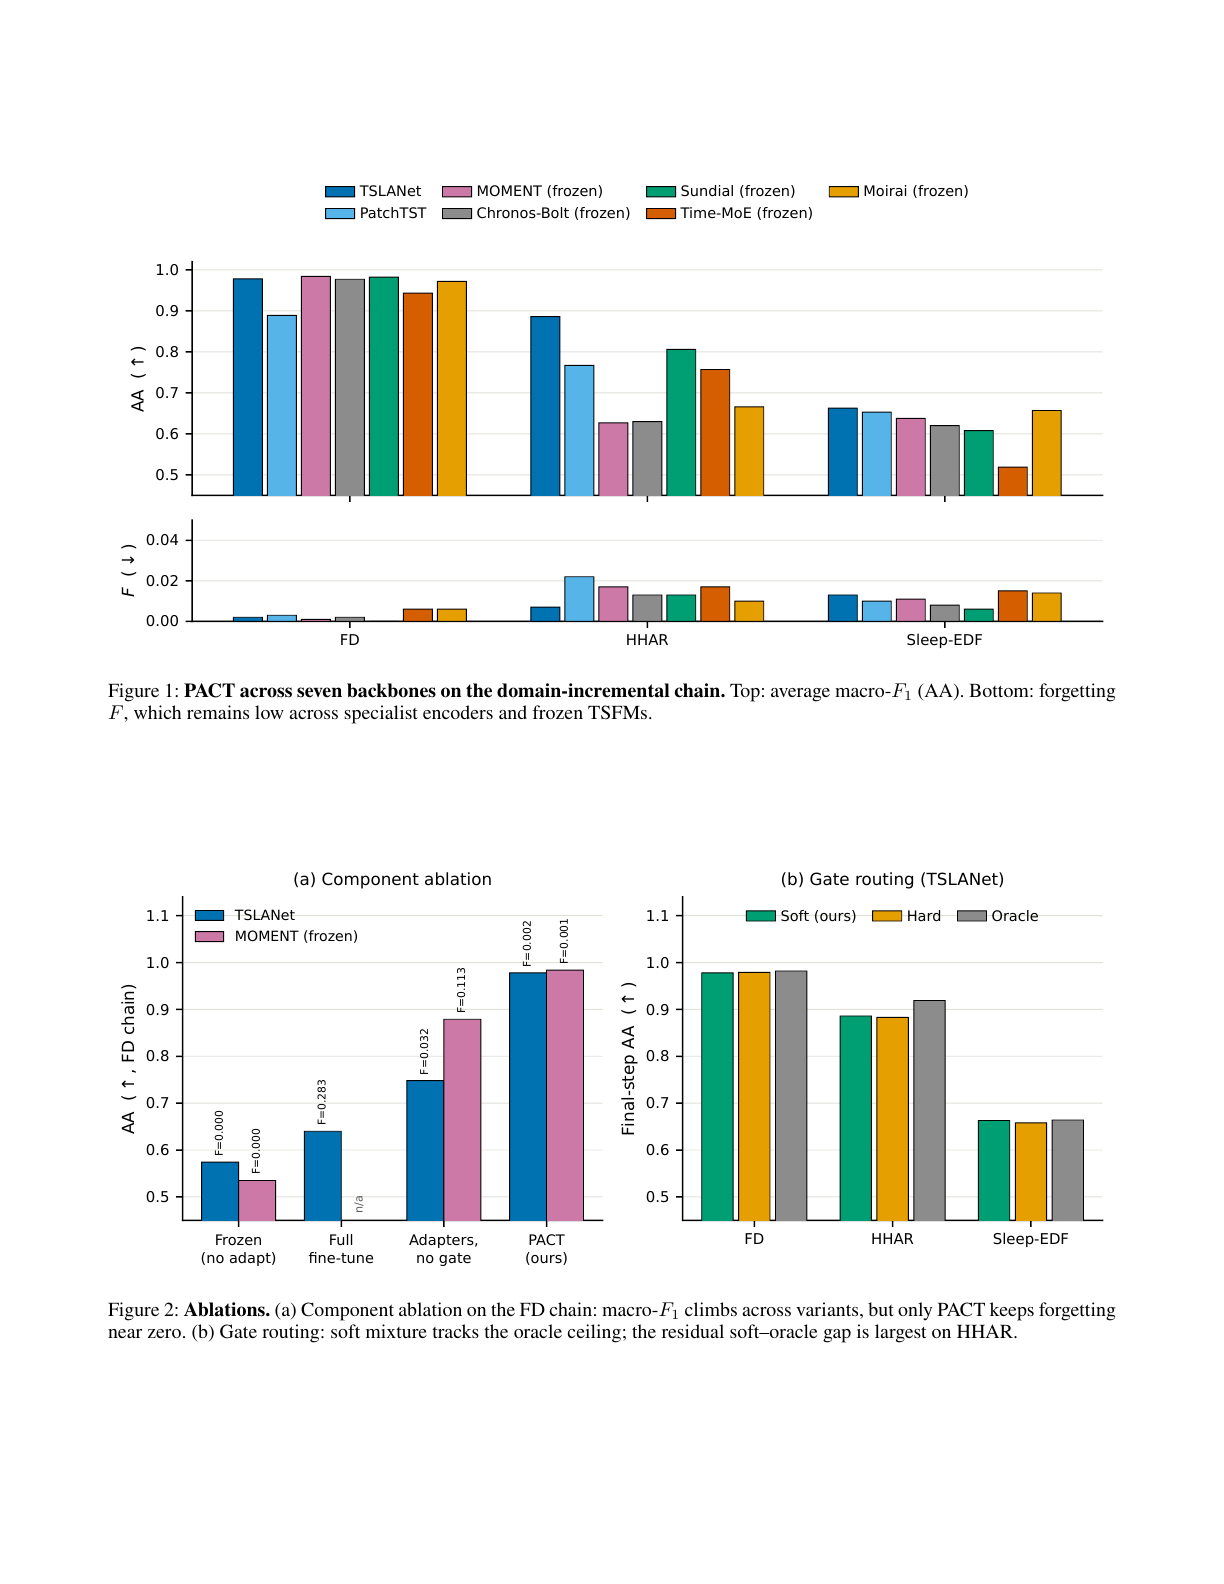 TSLANet MOMENT (frozen) Sundial (frozen) Moirai (frozen)
PatchTST Chronos-Bolt (frozen) Time-MoE (frozen)
AA (↑)
1.0
0.9
0.8
0.7
0.6
0.5
F (↓)
0.04
0.02
0.00
FD HHAR Sleep-EDF
Figure 1: PACT across seven backbones on the domain-incremental chain. Top: average macro-F₁ (AA). Bottom: forgetting
F, which remains low across specialist encoders and frozen TSFMs.
(a) Component ablation
TSLANet
MOMENT (frozen)
AA (↑, FD chain)
1.1
1.0
0.9
0.8
0.7
0.6
0.5
F=0.000
F=0.000
F=0.283
n/a
F=0.032
F=0.113
F=0.002
F=0.001
Frozen
(no adapt)
Full
fine-tune
Adapters,
no gate
PACT
(ours)
(b) Gate routing (TSLANet)
Soft (ours) Hard Oracle
Final-step AA (↑)
1.1
1.0
0.9
0.8
0.7
0.6
0.5
FD HHAR Sleep-EDF
Figure 2: Ablations. (a) Component ablation on the FD chain: macro-F₁ climbs across variants, but only PACT keeps forgetting
near zero. (b) Gate routing: soft mixture tracks the oracle ceiling; the residual soft–oracle gap is largest on HHAR.